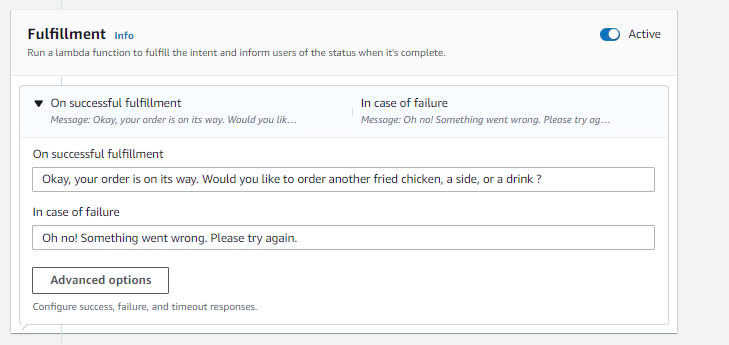 Fulfillment Info
Active
Run a lambda function to fulfill the intent and inform users of the status when it's complete.
On successful fulfillment
In case of failure
Message: Okay, your order is on its way. Would you lik…
Message: Oh no! Something went wrong. Please try ag…
On successful fulfillment
Okay, your order is on its way. Would you like to order another fried chicken, a side, or a drink ?
In case of failure
Oh no! Something went wrong. Please try again.
Advanced options
Configure success, failure, and timeout responses.